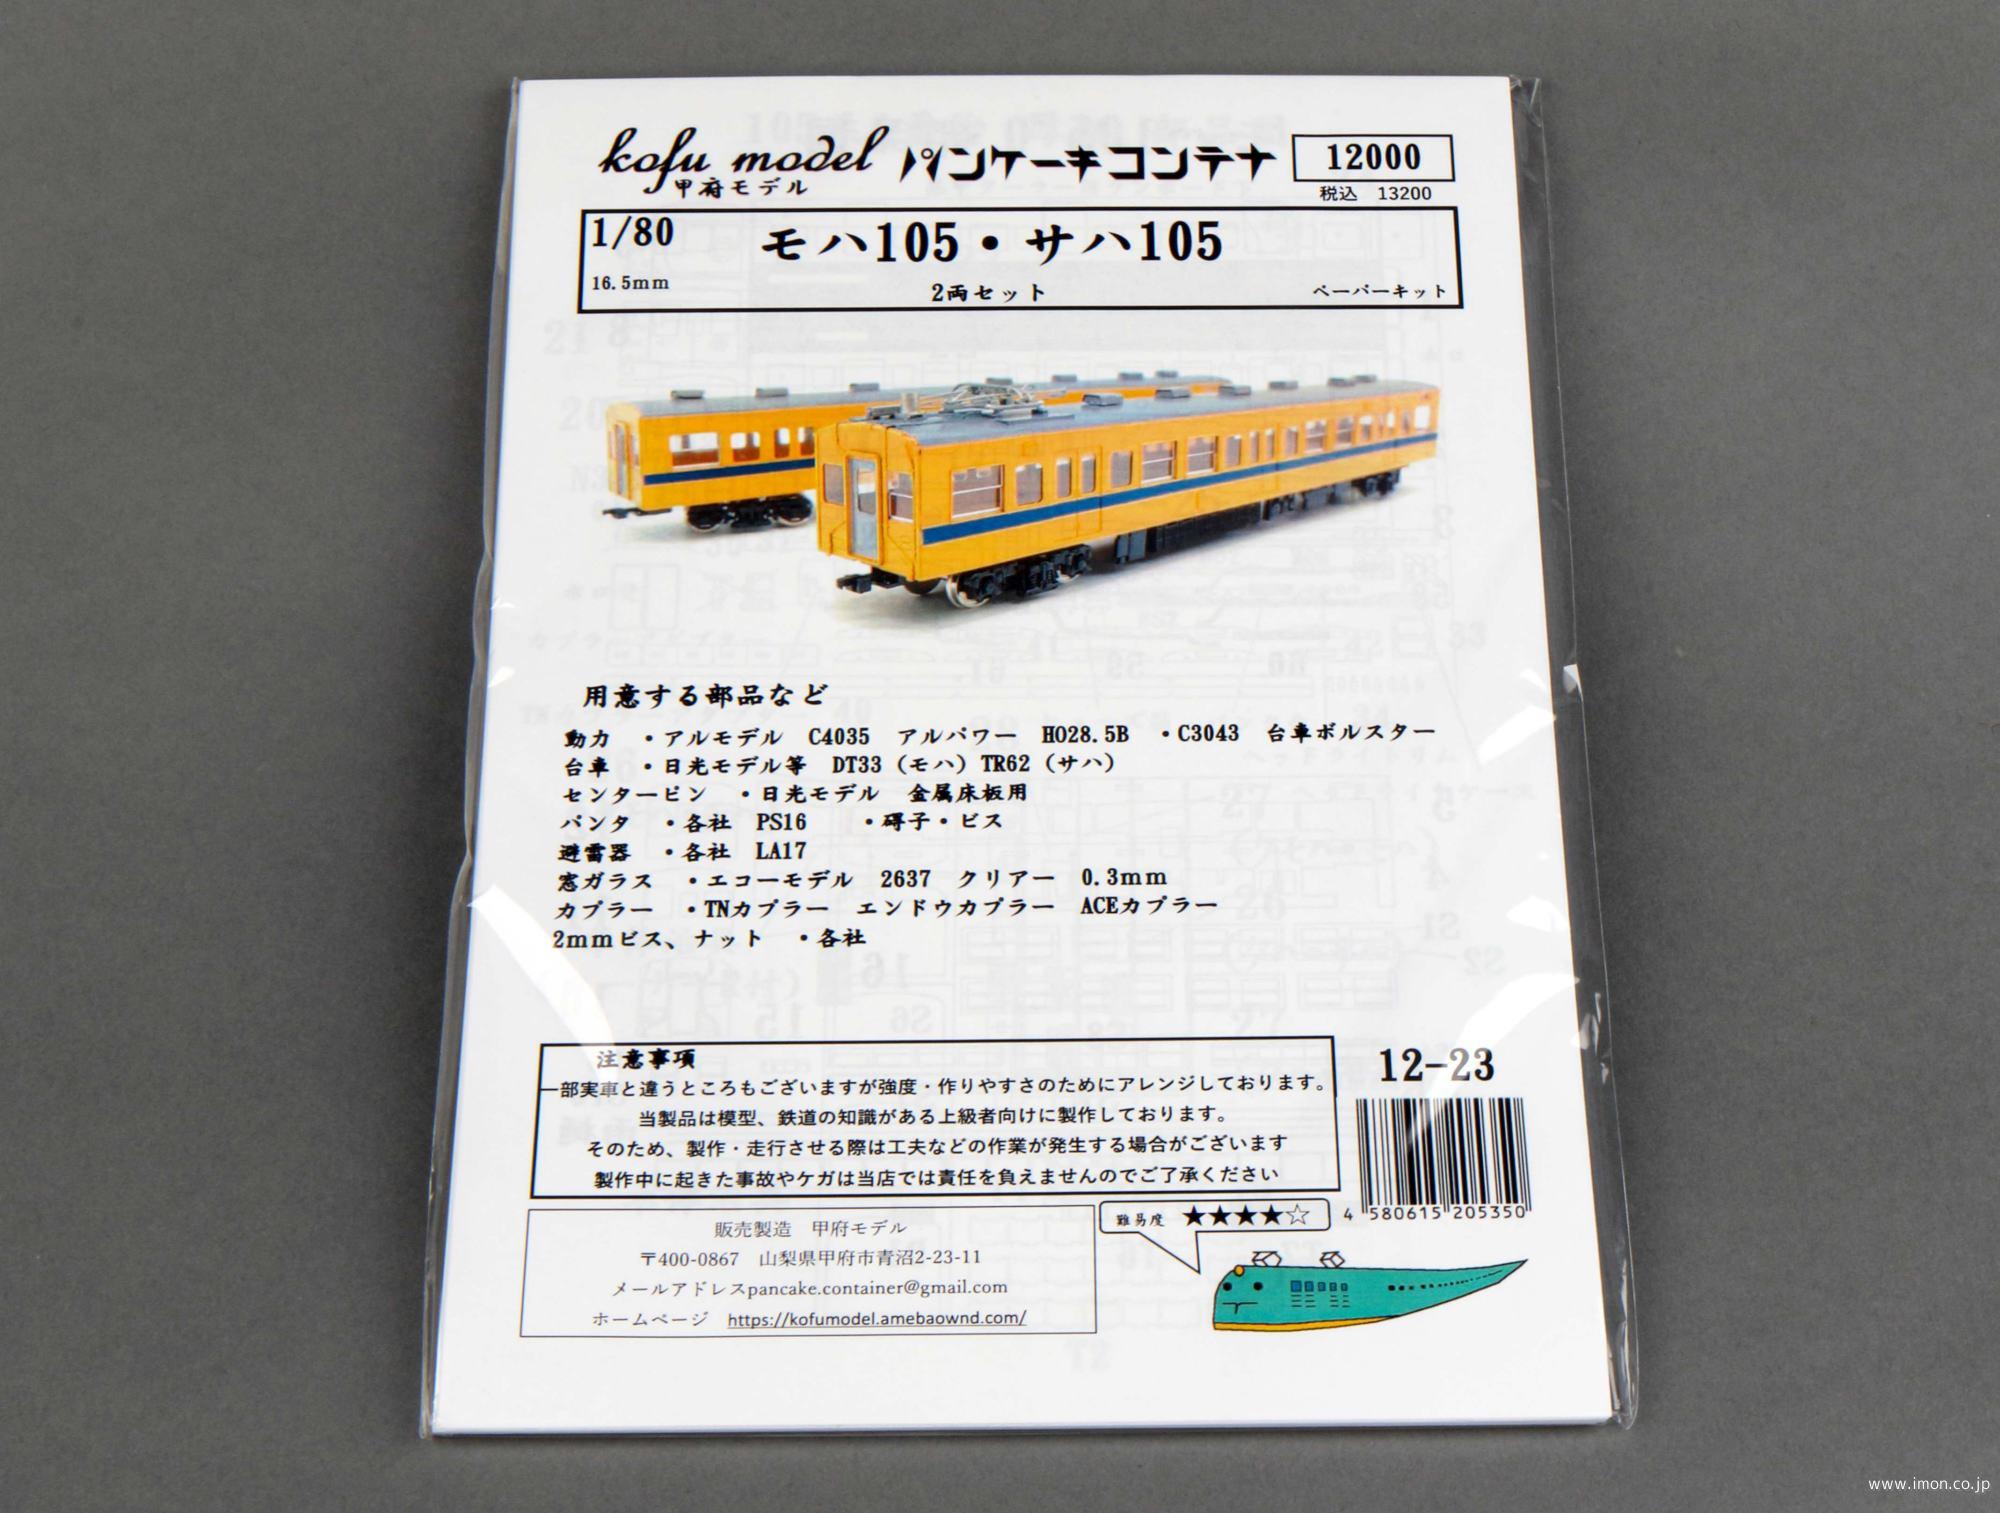 kofu model
甲府モデル
パンケーキコンテナ
12000
税込 13200
1/80
モハ105・サハ105
16.5mm
2両セット
ペーパーキット
用意する部品など
動力 ・アルモデル C4035 アルパワー HO28.5B ・C3043 台車ボルスター
台車 ・日光モデル等 DT33(モハ)TR62(サハ)
センターピン ・日光モデル 金属床板用
パンタ ・各社 PS16 ・碍子・ビス
避雷器 ・各社 LA17
窓ガラス ・エコーモデル 2637 クリアー 0.3mm
カプラー ・TNカプラー エンドウカプラー ACEカプラー
2mmビス、ナット ・各社
注意事項
一部実車と違うところもございますが強度・作りやすさのためにアレンジしております。
当製品は模型、鉄道の知識がある上級者向けに製作しております。
そのため、製作・走行させる際は工夫などの作業が発生する場合がございます
製作中に起きた事故やケガは当店では責任を負えませんのでご了承ください
12-23
4 580615 205350
難易度 ★★★★☆
販売製造 甲府モデル
〒400-0867 山梨県甲府市青沼2-23-11
メールアドレスpancake.container@gmail.com
ホームページ https://kofumodel.amebaownd.com/
www.imon.co.jp